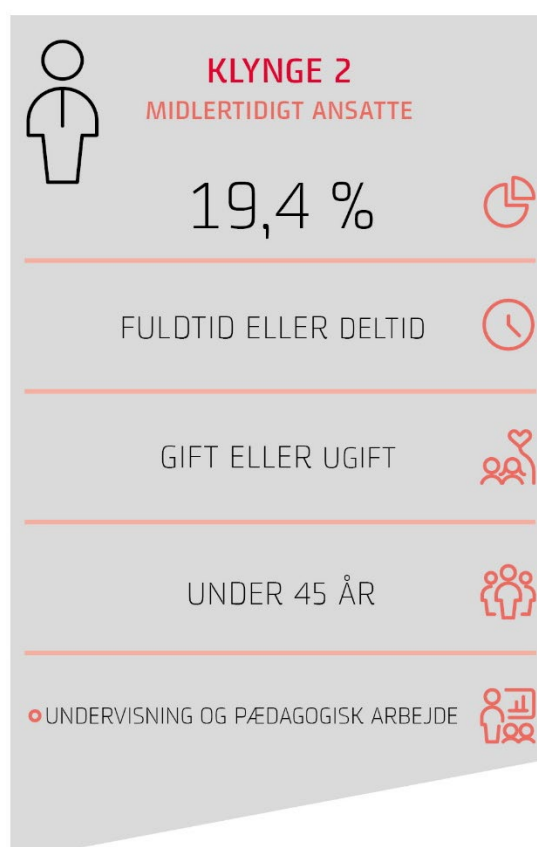 KLYNGE 2
MIDLERTIDIGT ANSATTE
19,4 %
FULDTID ELLER DELTID
GIFT ELLER UGIFT
UNDER 45 ÅR
UNDERVISNING OG PÆDAGOGISK ARBEJDE